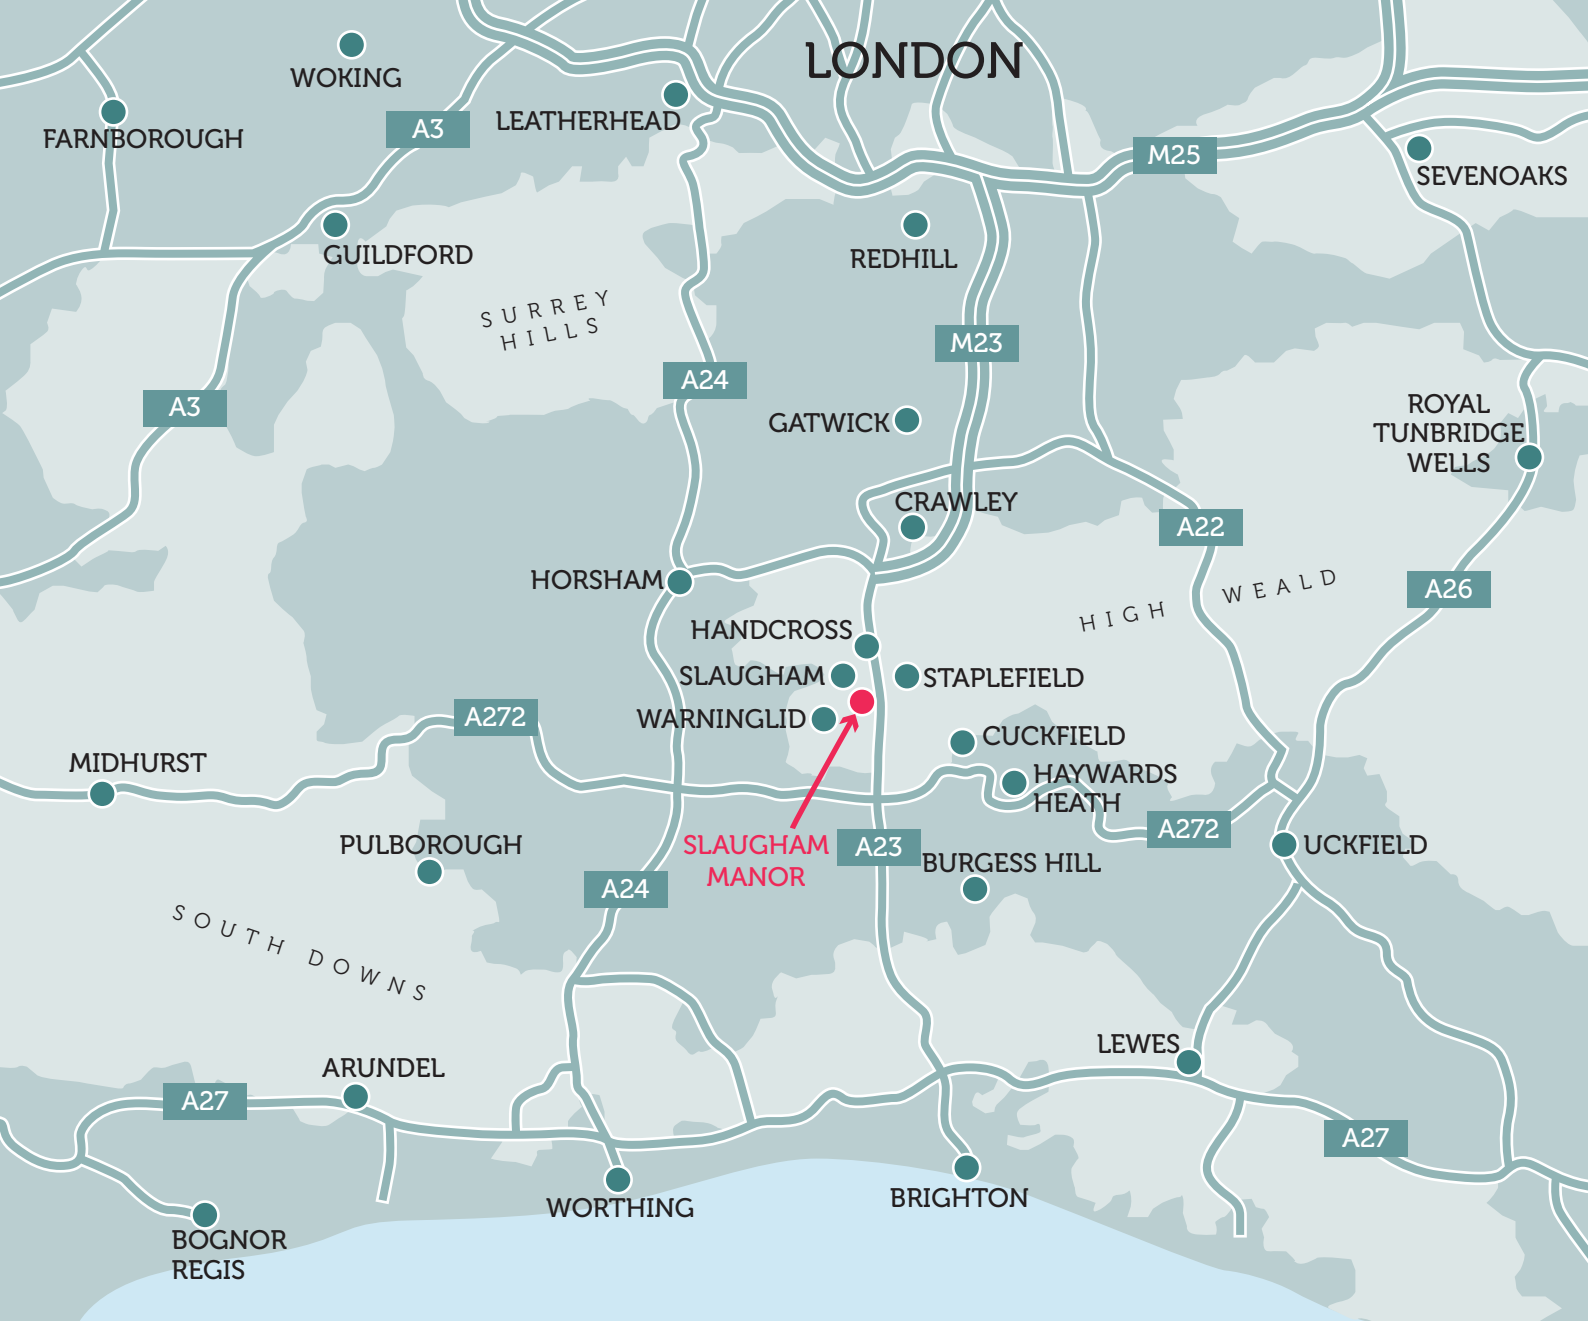 LONDON
WOKING
FARNBOROUGH
A3
LEATHERHEAD
M25
SEVENOAKS
GUILDFORD
REDHILL
SURREY
HILLS
M23
A24
A3
GATWICK
ROYAL
TUNBRIDGE
WELLS
CRAWLEY
A22
HORSHAM
HIGH WEALD
A26
HANDCROSS
SLAUGHAM
STAPLEFIELD
WARNINGLID
A272
CUCKFIELD
MIDHURST
HAYWARDS
HEATH
A272
PULBOROUGH
SLAUGHAM
MANOR
A23
BURGESS HILL
UCKFIELD
A24
SOUTH DOWNS
LEWES
ARUNDEL
A27
A27
WORTHING
BRIGHTON
BOGNOR
REGIS